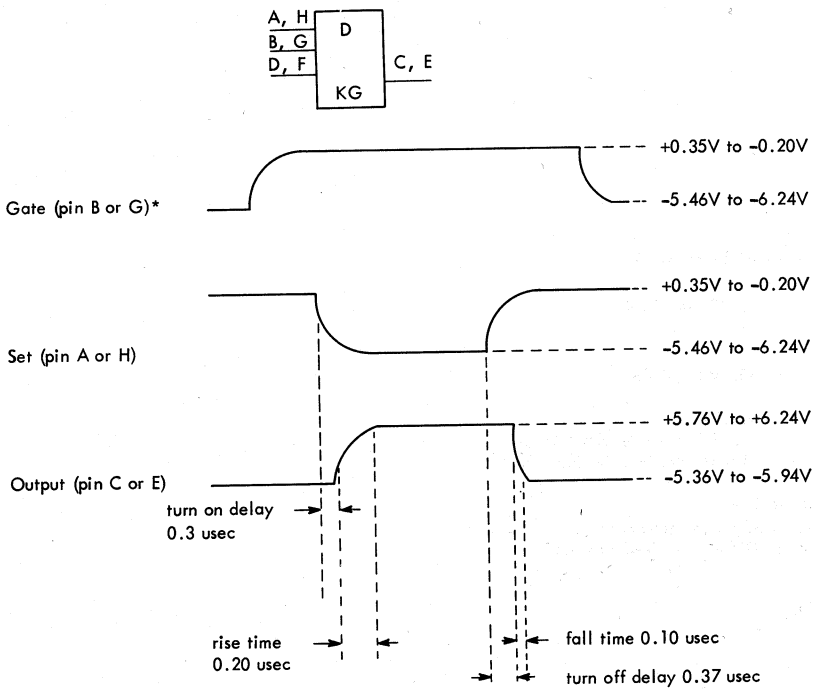 A, H
D
B, G
D, F
C, E
KG
+0.35V to -0.20V
Gate (pin B or G)*
-5.46V to -6.24V
+0.35V to -0.20V
Set (pin A or H)
-5.46V to -6.24V
+5.76V to +6.24V
Output (pin C or E)
-5.36V to -5.94V
turn on delay
0.3 usec
rise time
0.20 usec
fall time 0.10 usec
turn off delay 0.37 usec